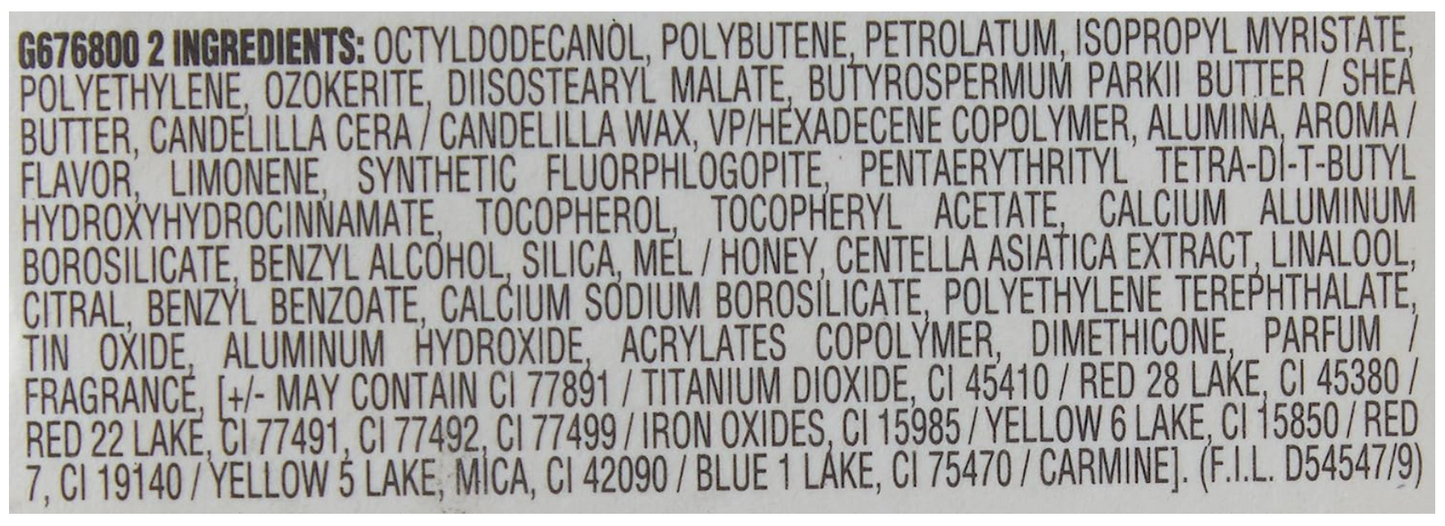 G676800 2 INGREDIENTS: OCTYLDODECANOL, POLYBUTENE, PETROLATUM, ISOPROPYL MYRISTATE,
POLYETHYLENE, OZOKERITE, DIISOSTEARYL MALATE, BUTYROSPERMUM PARKII BUTTER / SHEA
BUTTER, CANDELILLA CERA / CANDELILLA WAX, VP/HEXADECENE COPOLYMER, ALUMINA, AROMA /
FLAVOR, LIMONENE, SYNTHETIC FLUORPHLOGOPITE, PENTAERYTHRITYL TETRA-DI-T-BUTYL
HYDROXYHYDROCINNAMATE, TOCOPHEROL, TOCOPHERYL ACETATE, CALCIUM ALUMINUM
BOROSILICATE, BENZYL ALCOHOL, SILICA, MEL / HONEY, CENTELLA ASIATICA EXTRACT, LINALOOL,
CITRAL, BENZYL BENZOATE, CALCIUM SODIUM BOROSILICATE, POLYETHYLENE TEREPHTHALATE,
TIN OXIDE, ALUMINUM HYDROXIDE, ACRYLATES COPOLYMER, DIMETHICONE, PARFUM /
FRAGRANCE, [+/- MAY CONTAIN CI 77891 / TITANIUM DIOXIDE, CI 45410 / RED 28 LAKE, CI 45380 /
RED 22 LAKE, CI 77491, CI 77492, CI 77499 / IRON OXIDES, CI 15985 / YELLOW 6 LAKE, CI 15850 / RED
7, CI 19140 / YELLOW 5 LAKE, MICA, CI 42090 / BLUE 1 LAKE, CI 75470 / CARMINE]. (F.I.L. D54547/9)